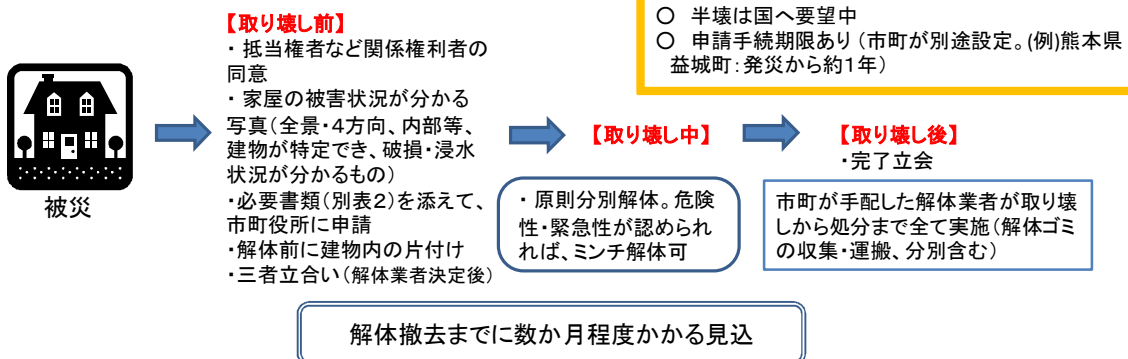 ○ 半壊は国へ要望中
○ 申請手続期限あり(市町が別途設定。(例)熊本県
益城町:発災から約1年)
被災
【取り壊し前】
・ 抵当権者など関係権利者の
同意
・ 家屋の被害状況が分かる
写真(全景・4方向、内部等、
建物が特定でき、破損・浸水
状況が分かるもの)
・必要書類(別表2)を添えて、
市町役所に申請
・解体前に建物内の片付け
・三者立合い(解体業者決定後)
【取り壊し中】
・ 原則分別解体。危険
性・緊急性が認められ
れば、ミンチ解体可
【取り壊し後】
・完了立会
市町が手配した解体業者が取り壊
しから処分まで全て実施(解体ゴミ
の収集・運搬、分別含む)
解体撤去までに数か月程度かかる見込